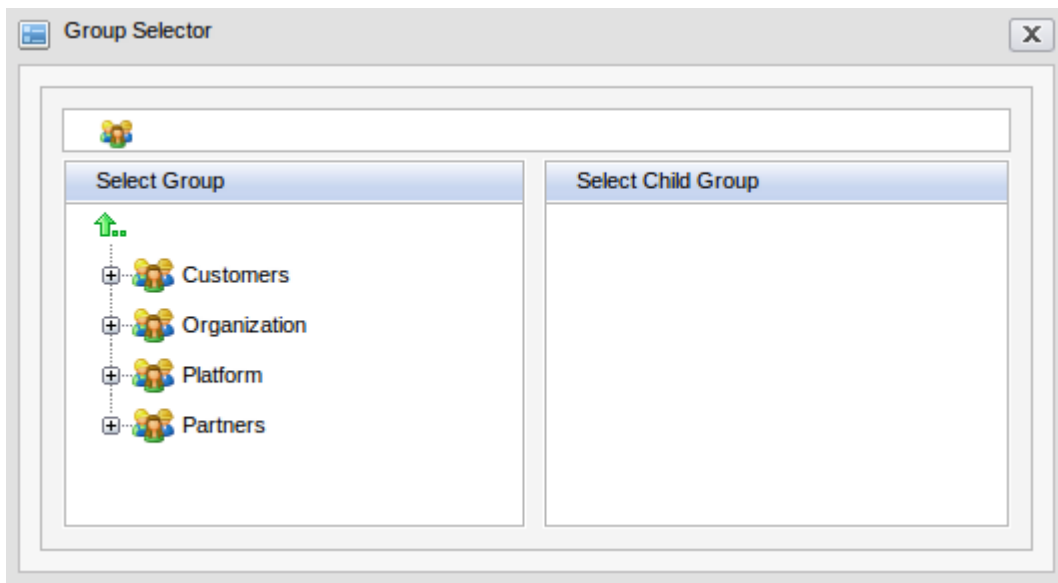 Group Selector
Select Group
Select Child Group
Customers
Organization
Platform
Partners